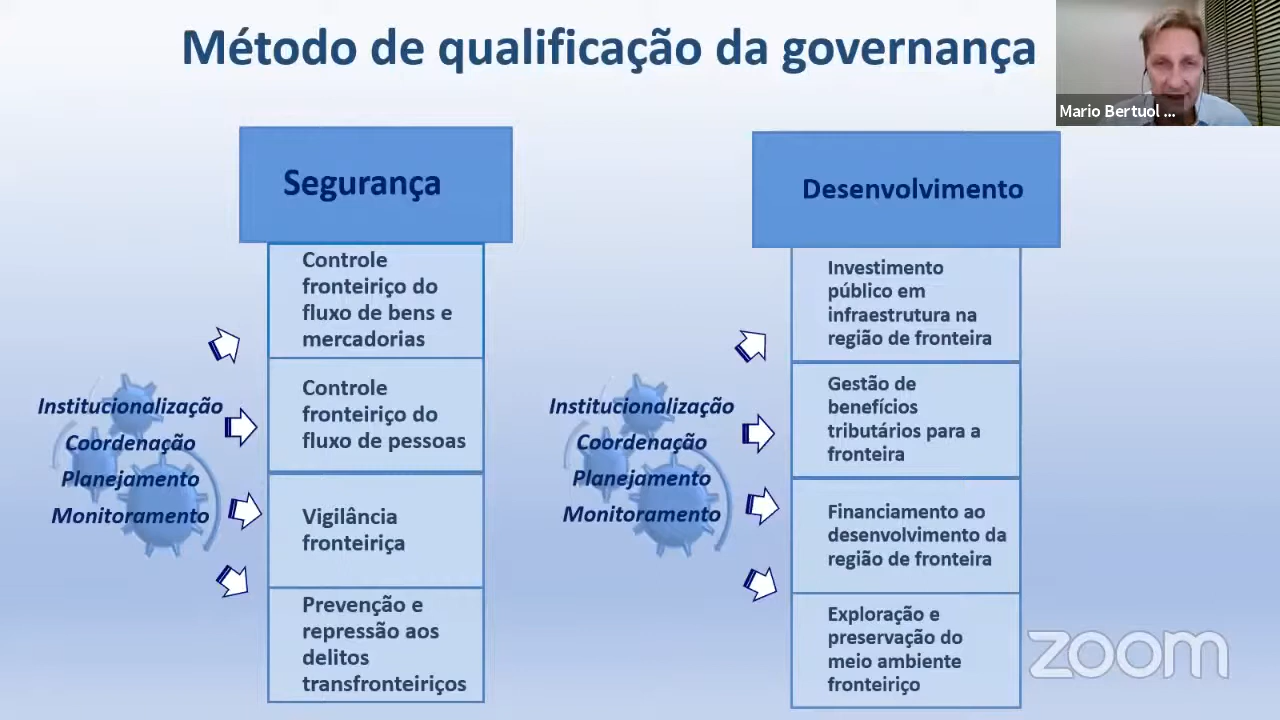 Método de qualificação da governança
Mario Bertuol ...
Segurança
Controle
fronteiriço do
fluxo de bens e
mercadorias
Controle
fronteiriço do
fluxo de pessoas
Vigilância
fronteiriça
Prevenção e
repressão aos
delitos
transfronteiriços
Institucionalização
Coordenação
Planejamento
Monitoramento
Desenvolvimento
Investimento
público em
infraestrutura na
região de fronteira
Gestão de
benefícios
tributários para a
fronteira
Financiamento ao
desenvolvimento da
região de fronteira
Exploração e
preservação do
meio ambiente
fronteiriço
Institucionalização
Coordenação
Planejamento
Monitoramento
zoom